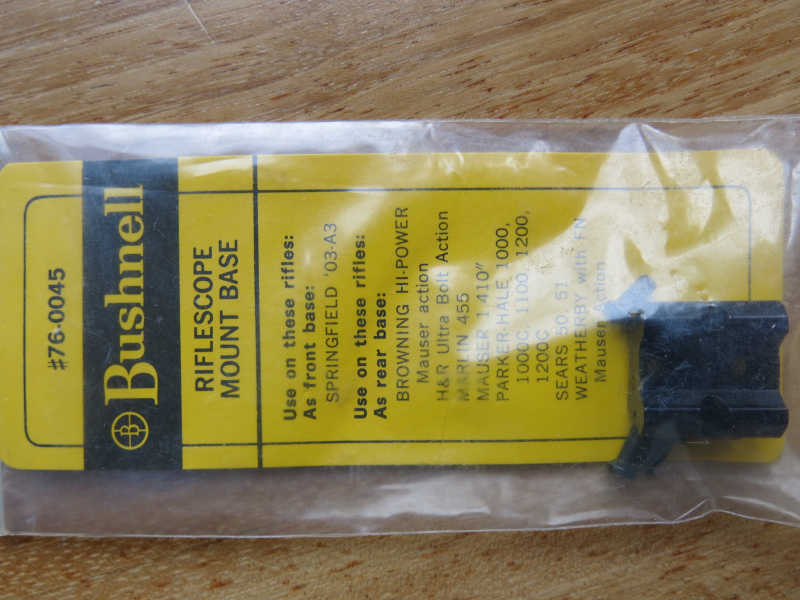 #76-0045
Bushnell
RIFLESCOPE
MOUNT BASE
Use on these rifles:
As front base:
SPRINGFIELD '03-A3
Use on these rifles:
As rear base:
BROWNING HI-POWER
Mauser action
H&R Ultra Bolt Action
MARLIN 455
MAUSER 1.410"
PARKER-HALE 1000,
1000C, 1100, 1200,
1200C
SEARS 50, 51
WEATHERBY with FN
Mauser Action